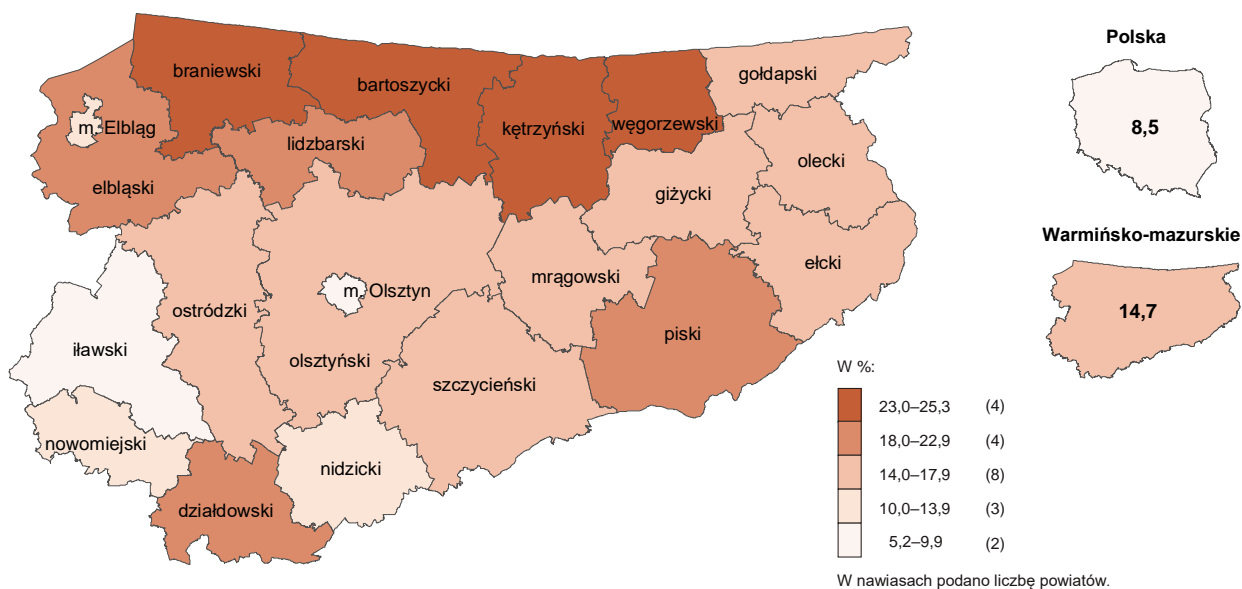 Polska
8,5
Warmińsko-mazurskie
14,7
braniewski
bartoszycki
kętrzyński
węgorzewski
gołdapski
m. Elbląg
lidzbarski
elbląski
olecki
giżycki
ełcki
mrągowski
m. Olsztyn
ostródzki
iławski
olsztyński
piski
szczycieński
nowomiejski
nidzicki
działdowski
W %:
23,0–25,3 (4)
18,0–22,9 (4)
14,0–17,9 (8)
10,0–13,9 (3)
5,2–9,9 (2)
W nawiasach podano liczbę powiatów.